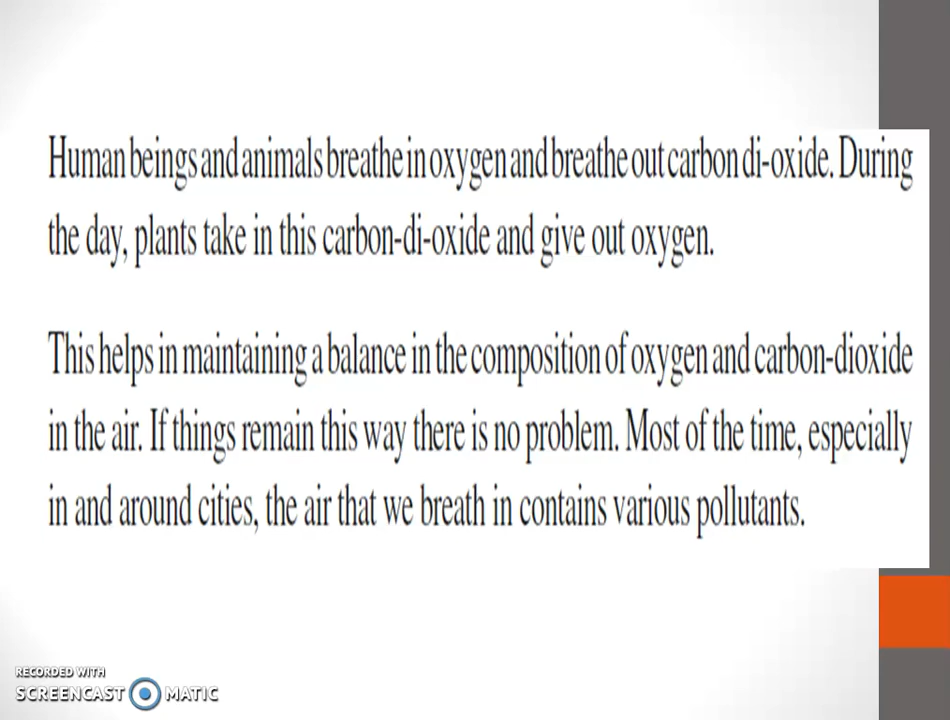 Human beings and animals breathe in oxygen and breathe out carbon di-oxide. During
the day, plants take in this carbon-di-oxide and give out oxygen.
This helps in maintaining a balance in the composition of oxygen and carbon-dioxide
in the air. If things remain this way there is no problem. Most of the time, especially
in and around cities, the air that we breath in contains various pollutants.
RECORDED WITH
SCREENCAST MATIC